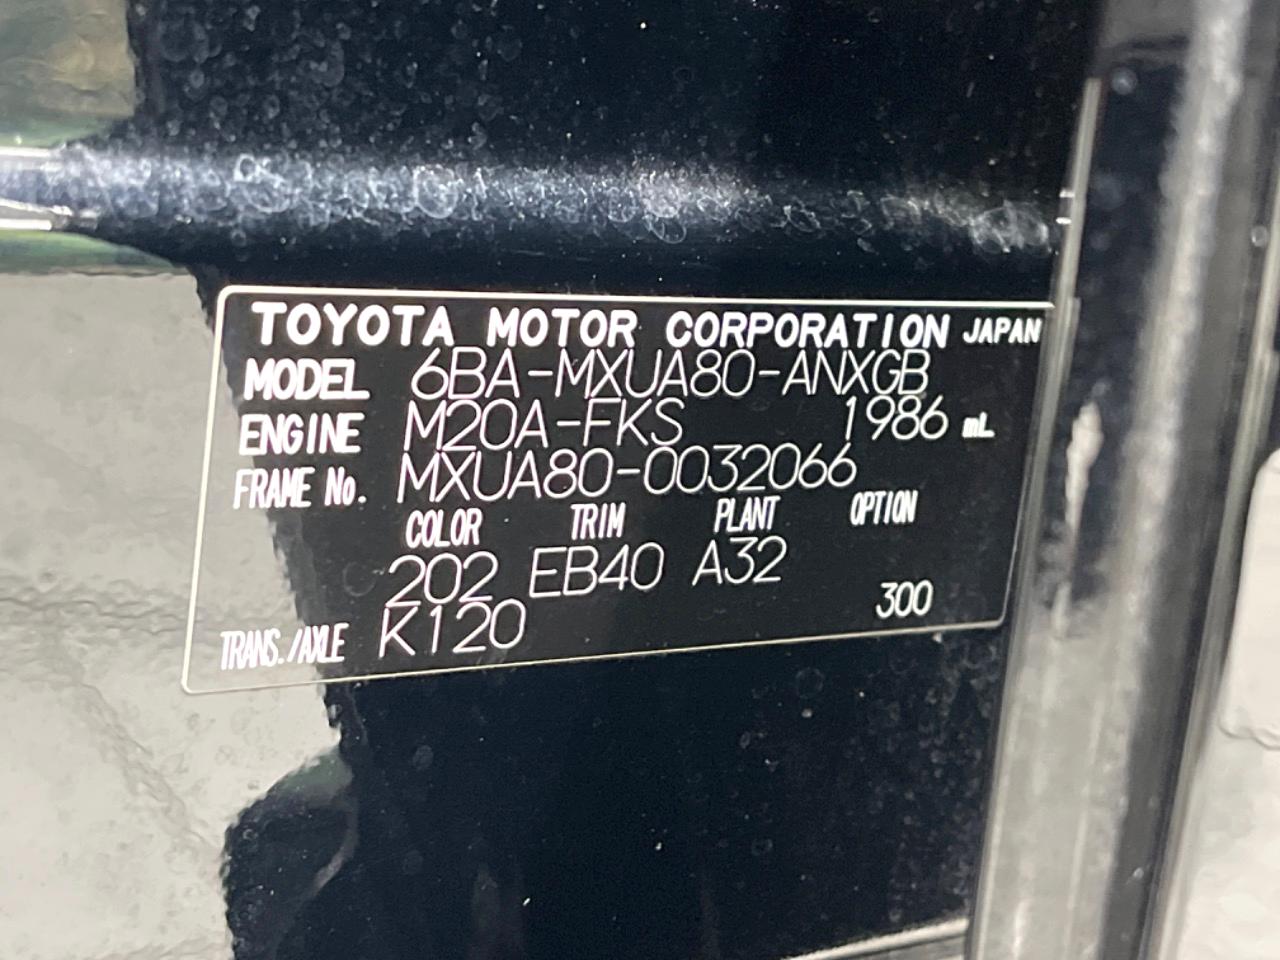 TOYOTA MOTOR CORPORATION JAPAN
MODEL 6BA-MXUA80-ANXGB
ENGINE M20A-FKS 1986 mL
FRAME No. MXUA80-0032066
COLOR TRIM PLANT OPTION
202 EB40 A32
TRANS./AXLE K120 300